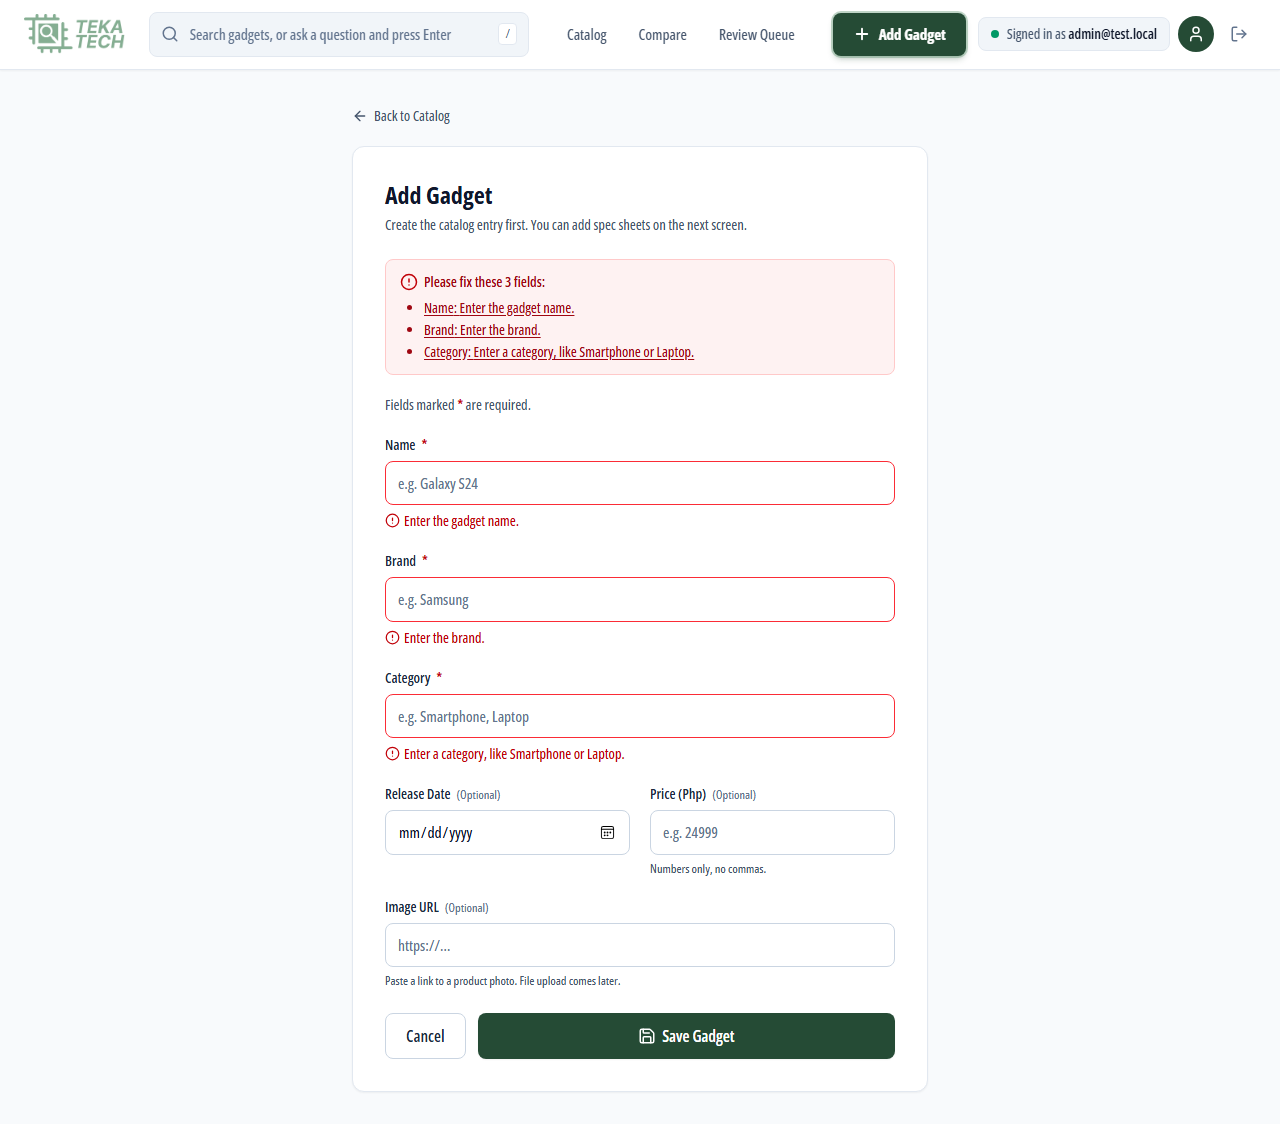 TEKA
TECH
Search gadgets, or ask a question and press Enter
/
Catalog
Compare
Review Queue
Add Gadget
Signed in as admin@test.local
Back to Catalog
Add Gadget
Create the catalog entry first. You can add spec sheets on the next screen.
Please fix these 3 fields:
Name: Enter the gadget name.
Brand: Enter the brand.
Category: Enter a category, like Smartphone or Laptop.
Fields marked * are required.
Name *
e.g. Galaxy S24
Enter the gadget name.
Brand *
e.g. Samsung
Enter the brand.
Category *
e.g. Smartphone, Laptop
Enter a category, like Smartphone or Laptop.
Release Date (Optional)
mm/dd/yyyy
Price (Php) (Optional)
e.g. 24999
Numbers only, no commas.
Image URL (Optional)
https://...
Paste a link to a product photo. File upload comes later.
Cancel
Save Gadget